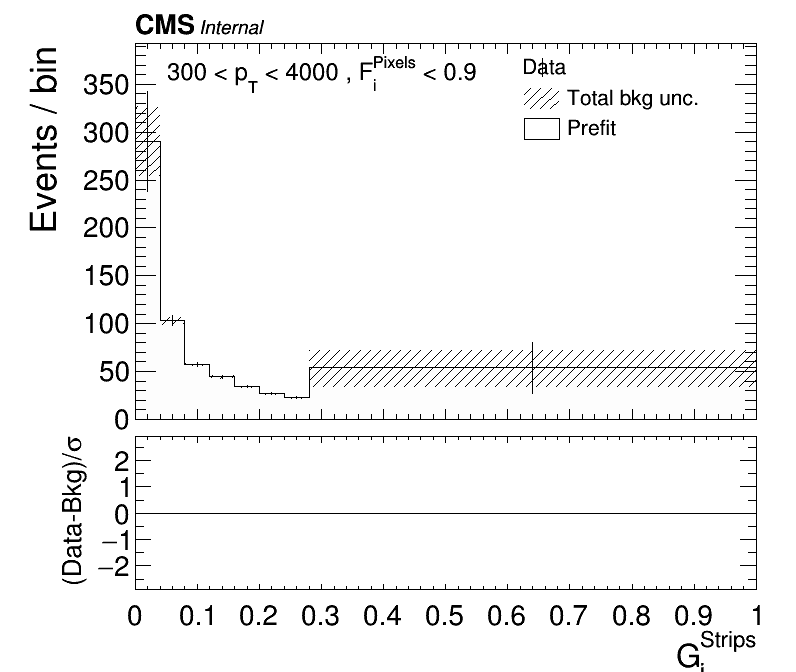 CMS Internal
300 < p_T < 4000 , F_i^Pixels < 0.9
Data
Total bkg unc.
Prefit
Events / bin
350
300
250
200
150
100
50
0
(Data-Bkg)/σ
2
1
0
−1
−2
0 0.1 0.2 0.3 0.4 0.5 0.6 0.7 0.8 0.9 1
G_i^Strips